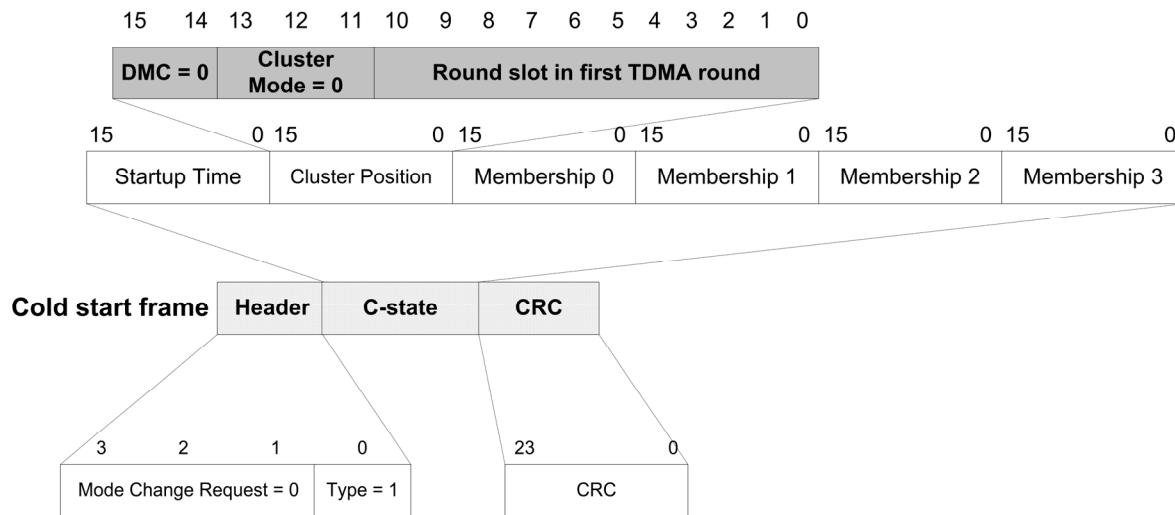 15 14 13 12 11 10 9 8 7 6 5 4 3 2 1 0
DMC = 0 Cluster Mode = 0 Round slot in first TDMA round
15 0 15 0 15 0 15 0 15 0 15 0
Startup Time Cluster Position Membership 0 Membership 1 Membership 2 Membership 3
Cold start frame Header C-state CRC
3 2 1 0 23 0
Mode Change Request = 0 Type = 1 CRC